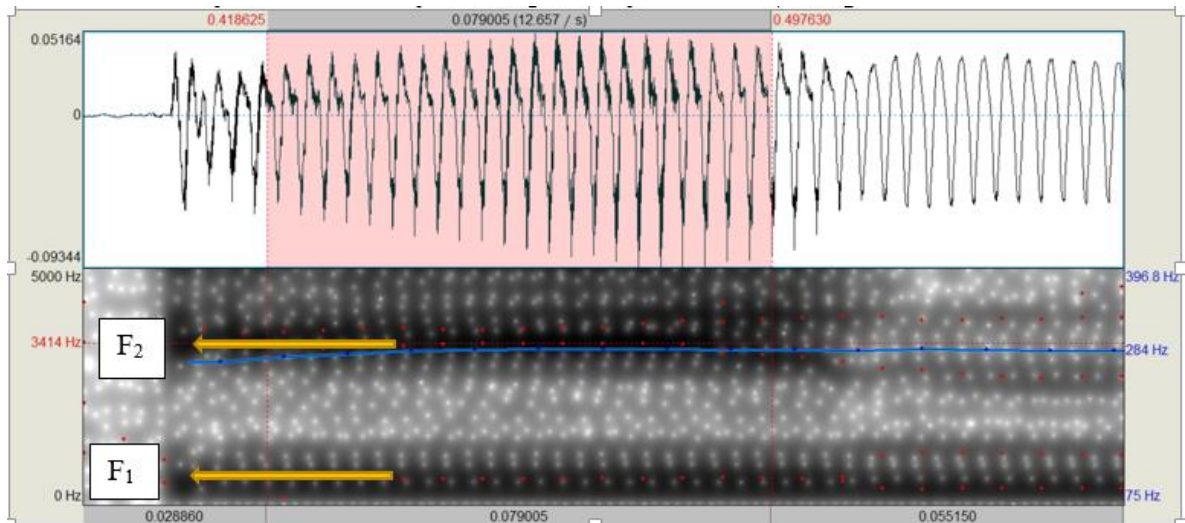 0.418625 0.079005 (12.657 / s) 0.497630
0.05164
0
-0.09344
5000 Hz 396.8 Hz
F2
3414 Hz 284 Hz
F1
0 Hz 75 Hz
0.028860 0.079005 0.055150